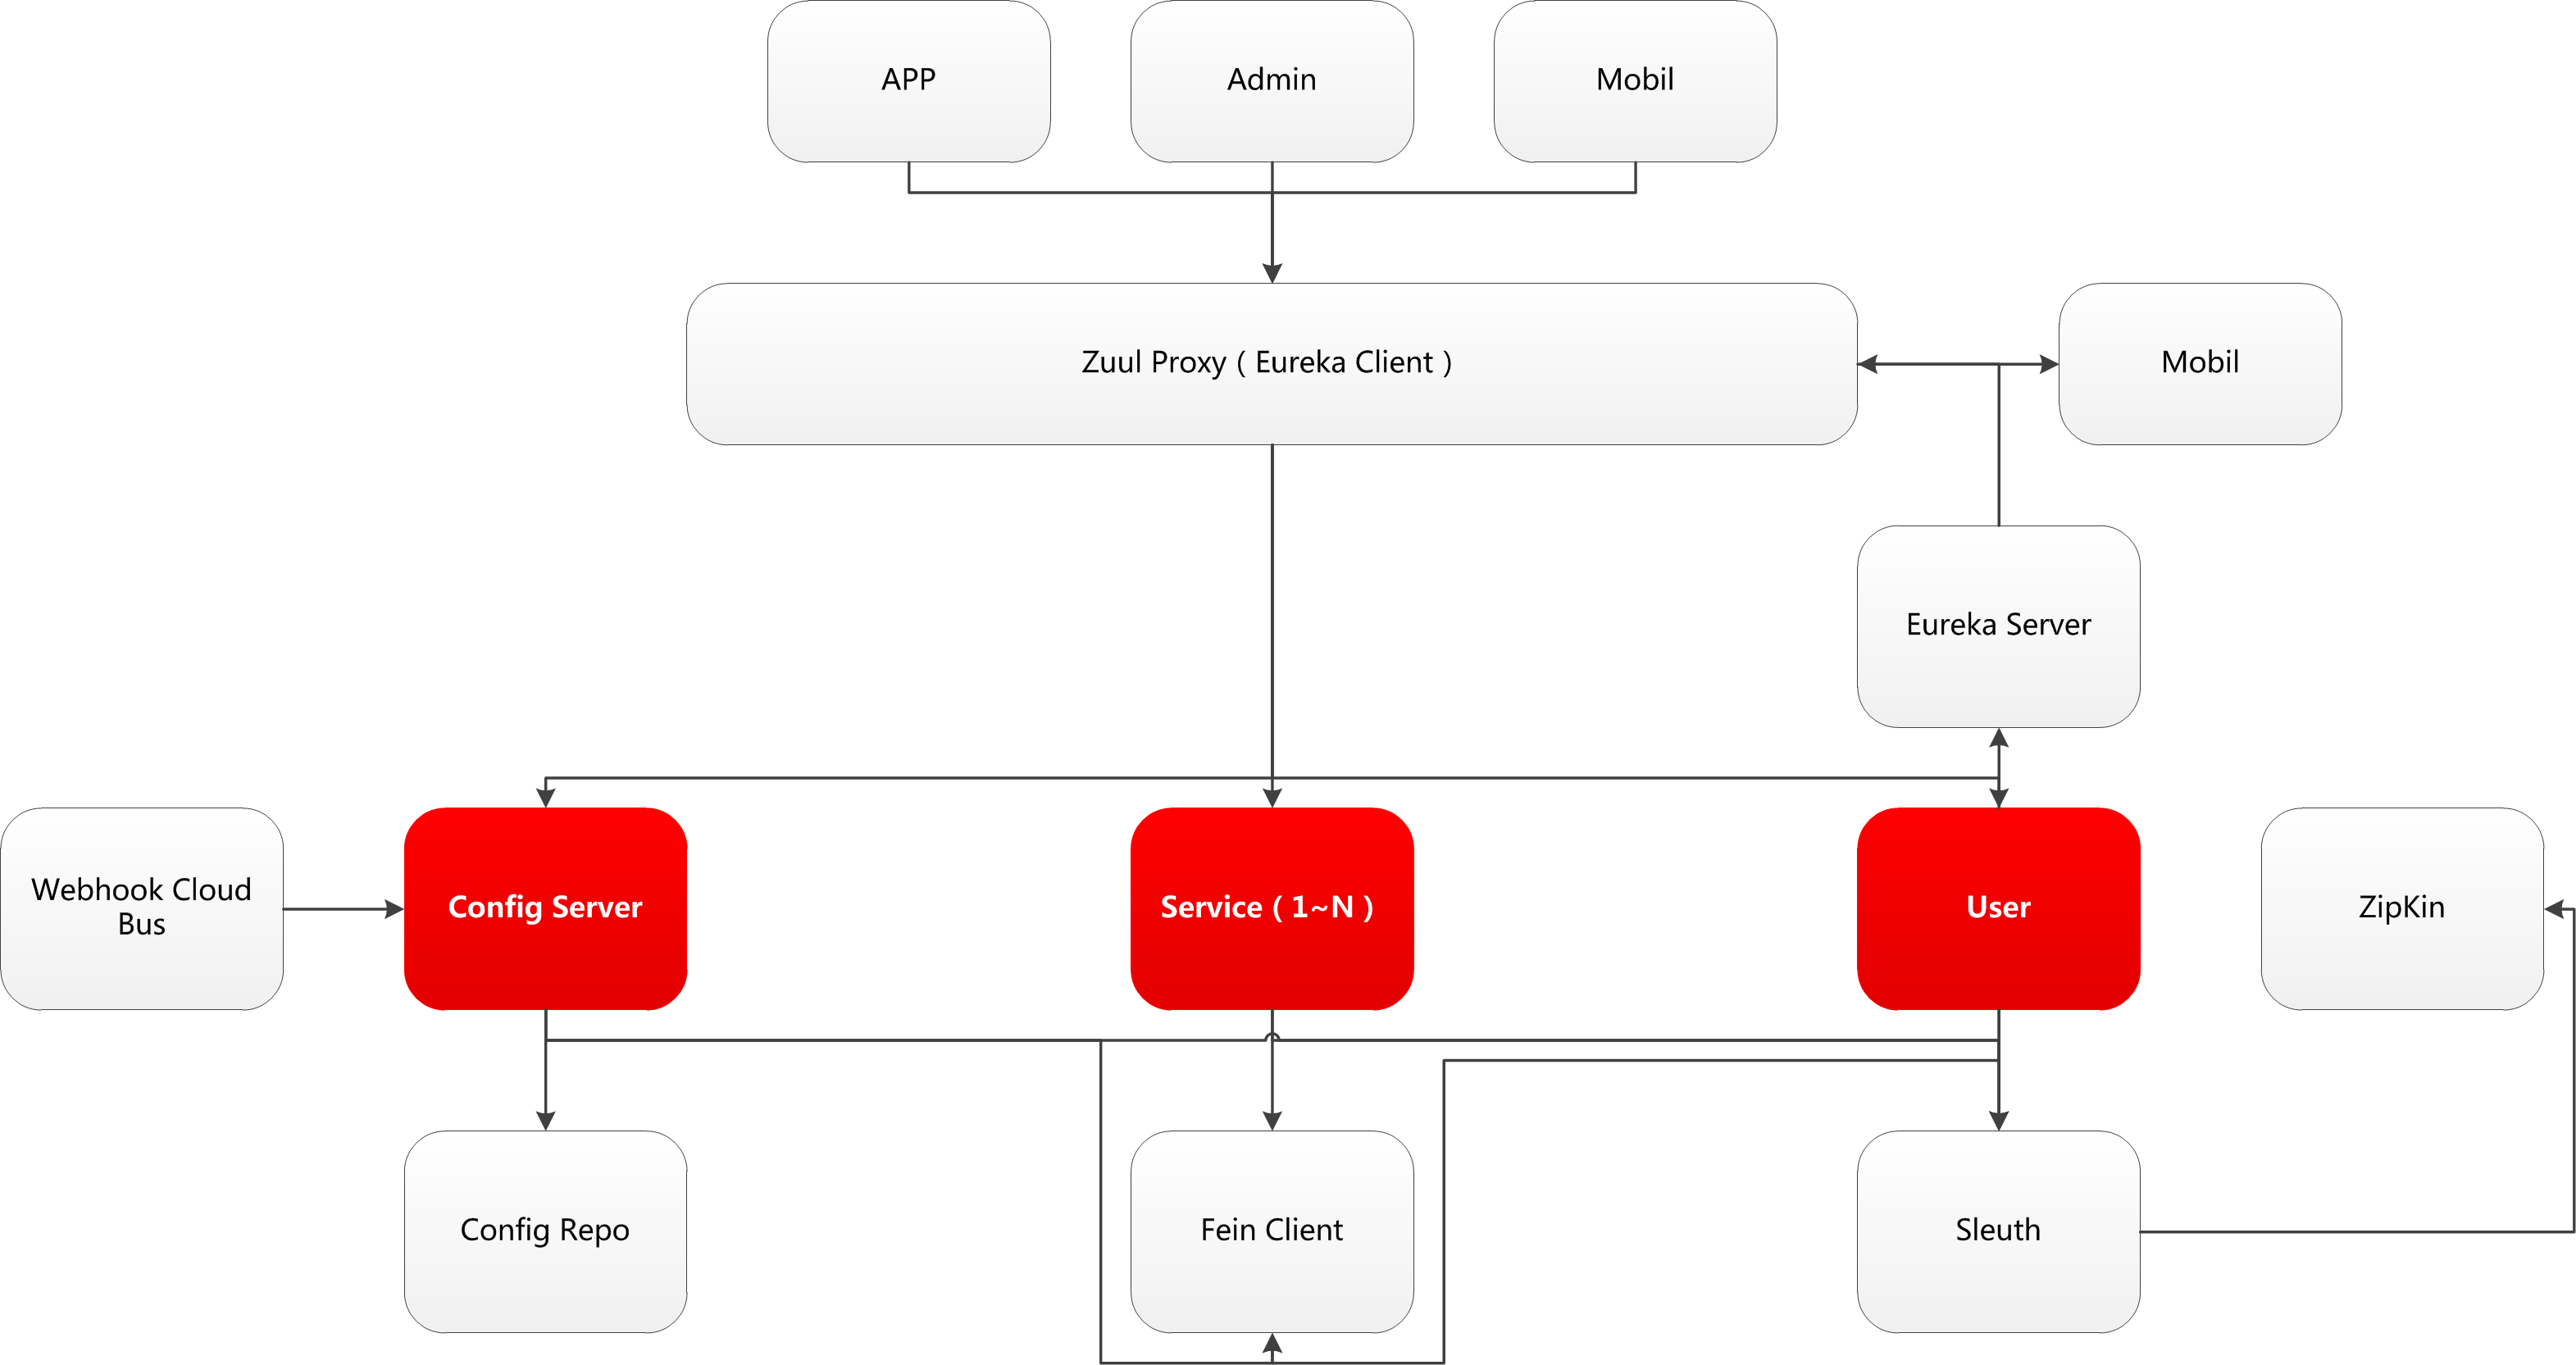 APP
Admin
Mobil
Zuul Proxy ( Eureka Client )
Mobil
Eureka Server
Webhook Cloud
Bus
Config Server
Service ( 1~N )
User
ZipKin
Config Repo
Fein Client
Sleuth